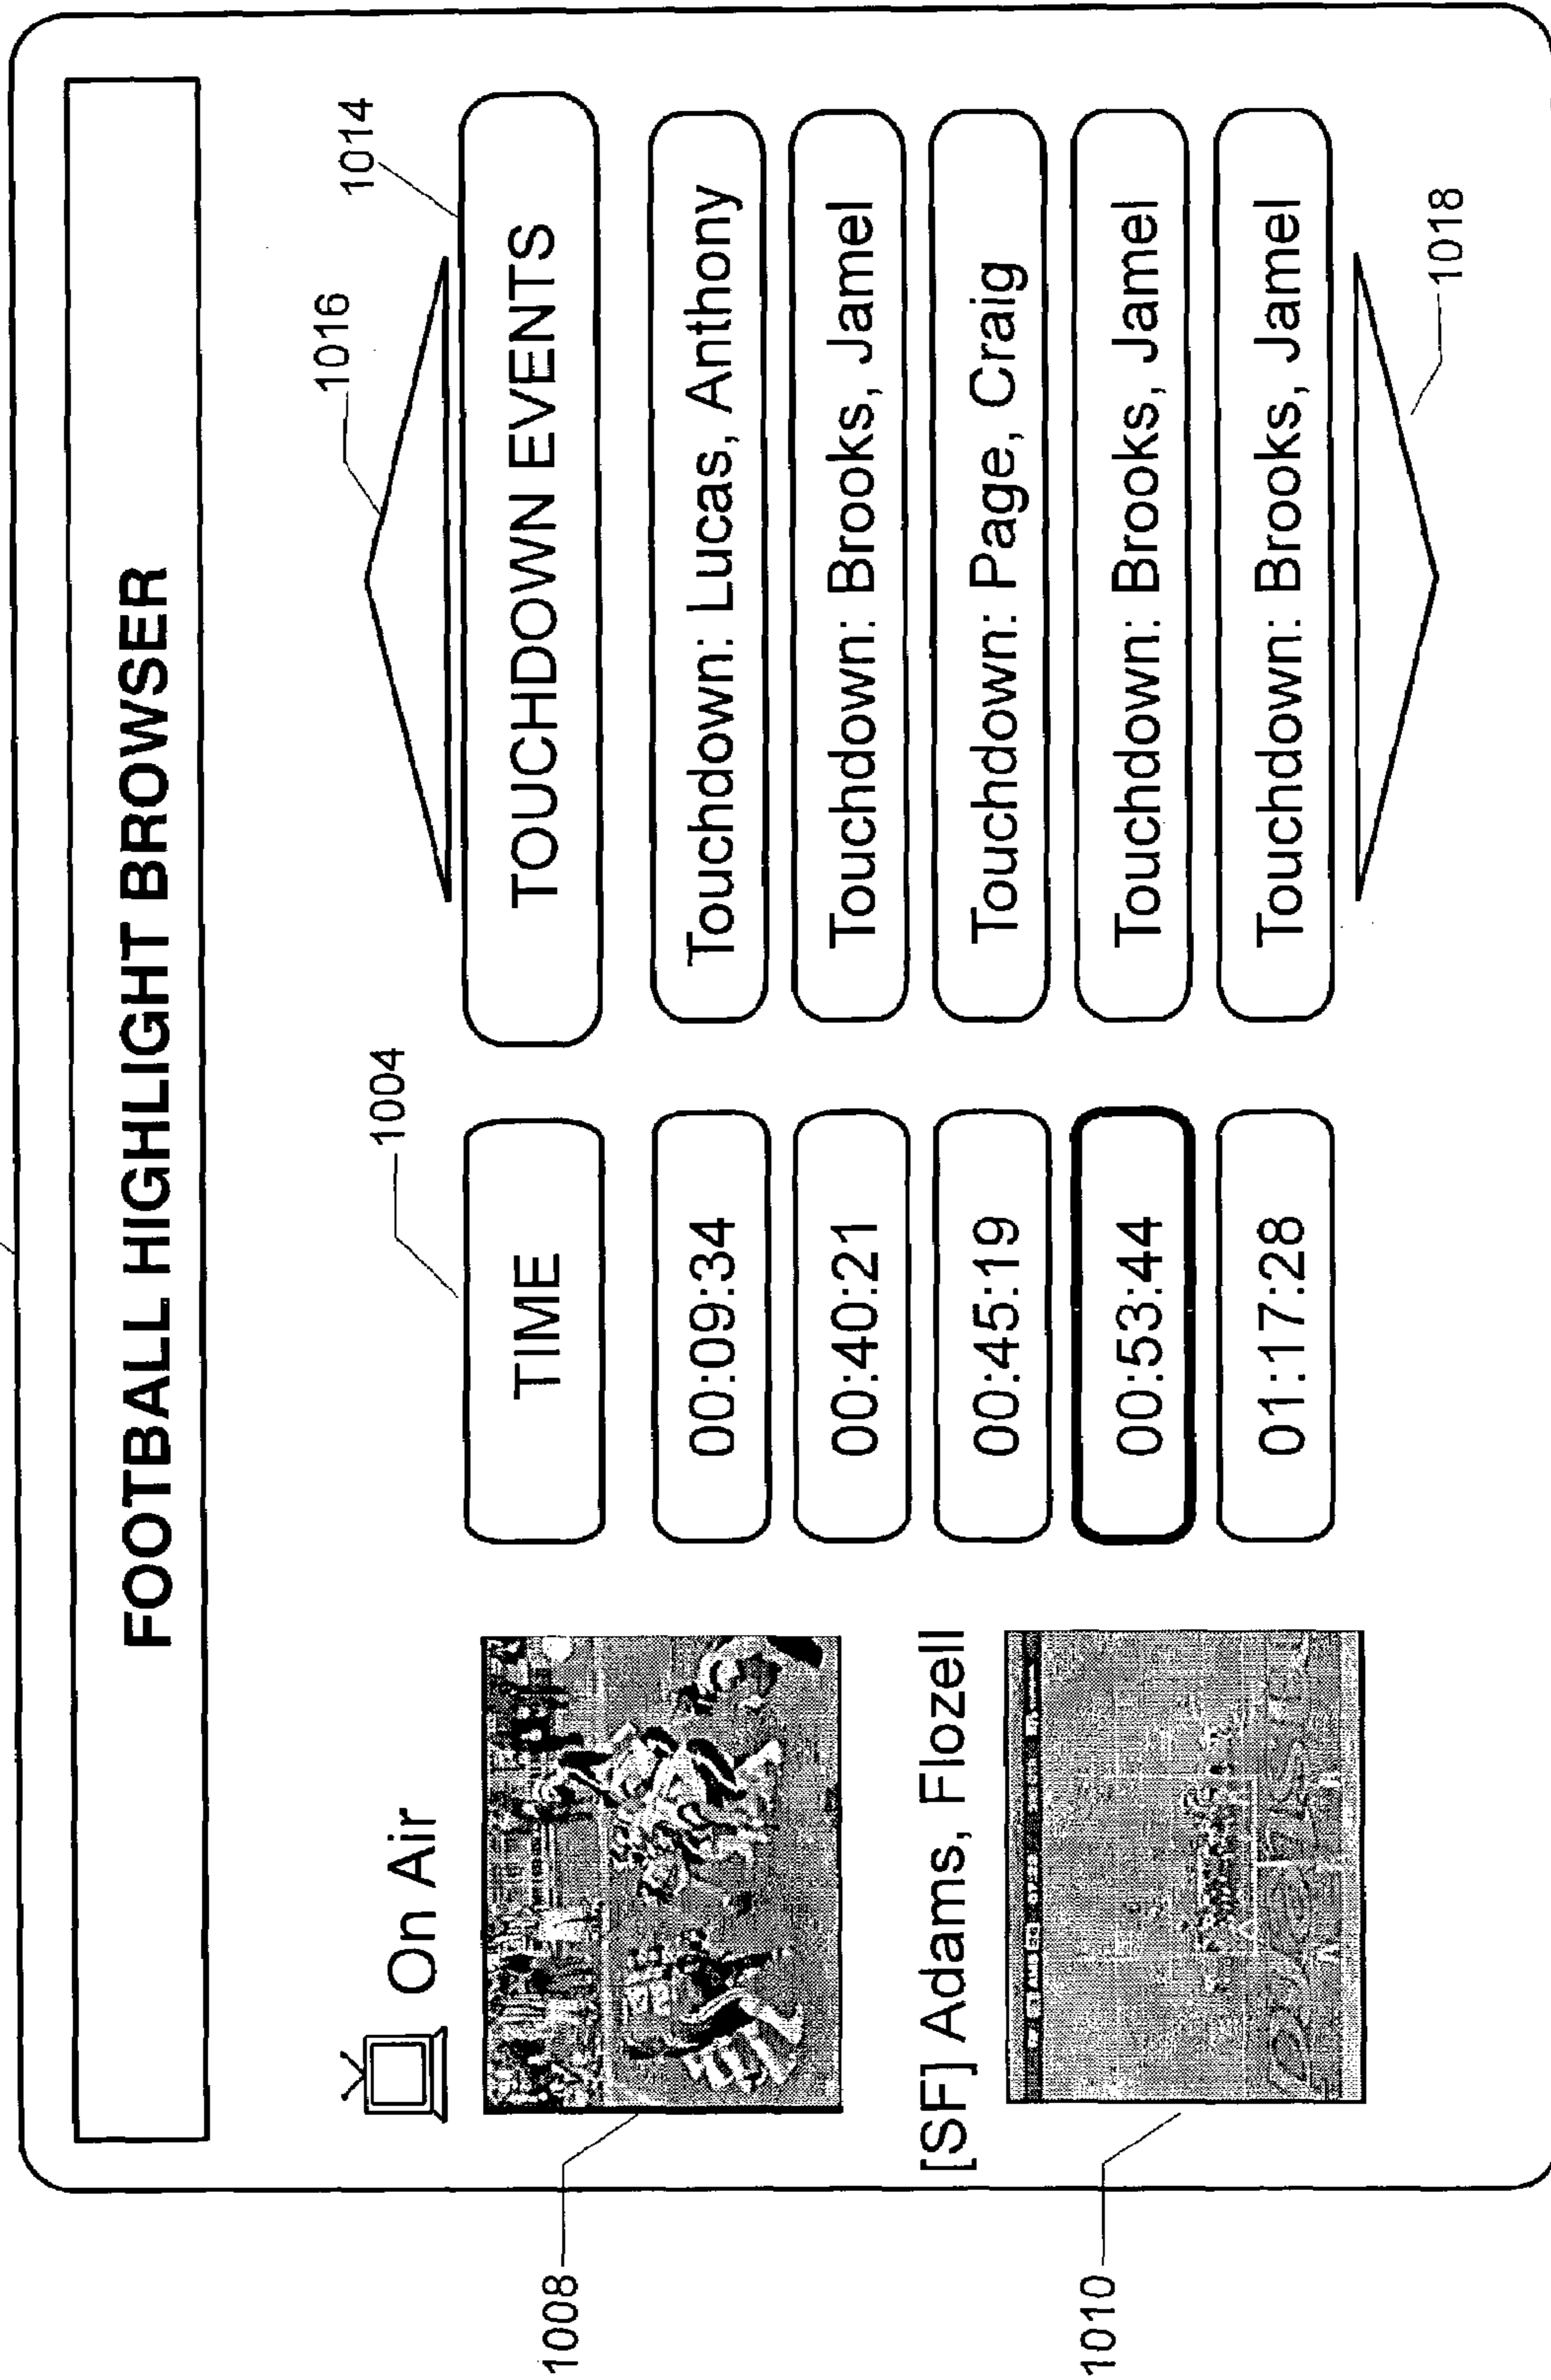 FOOTBALL HIGHLIGHT BROWSER
1016
1014
1004
On Air
TIME
TOUCHDOWN EVENTS
1008
00:09:34
Touchdown: Lucas, Anthony
00:40:21
Touchdown: Brooks, Jamel
[SF] Adams, Flozell
00:45:19
Touchdown: Page, Craig
1010
00:53:44
Touchdown: Brooks, Jamel
01:17:28
Touchdown: Brooks, Jamel
1018